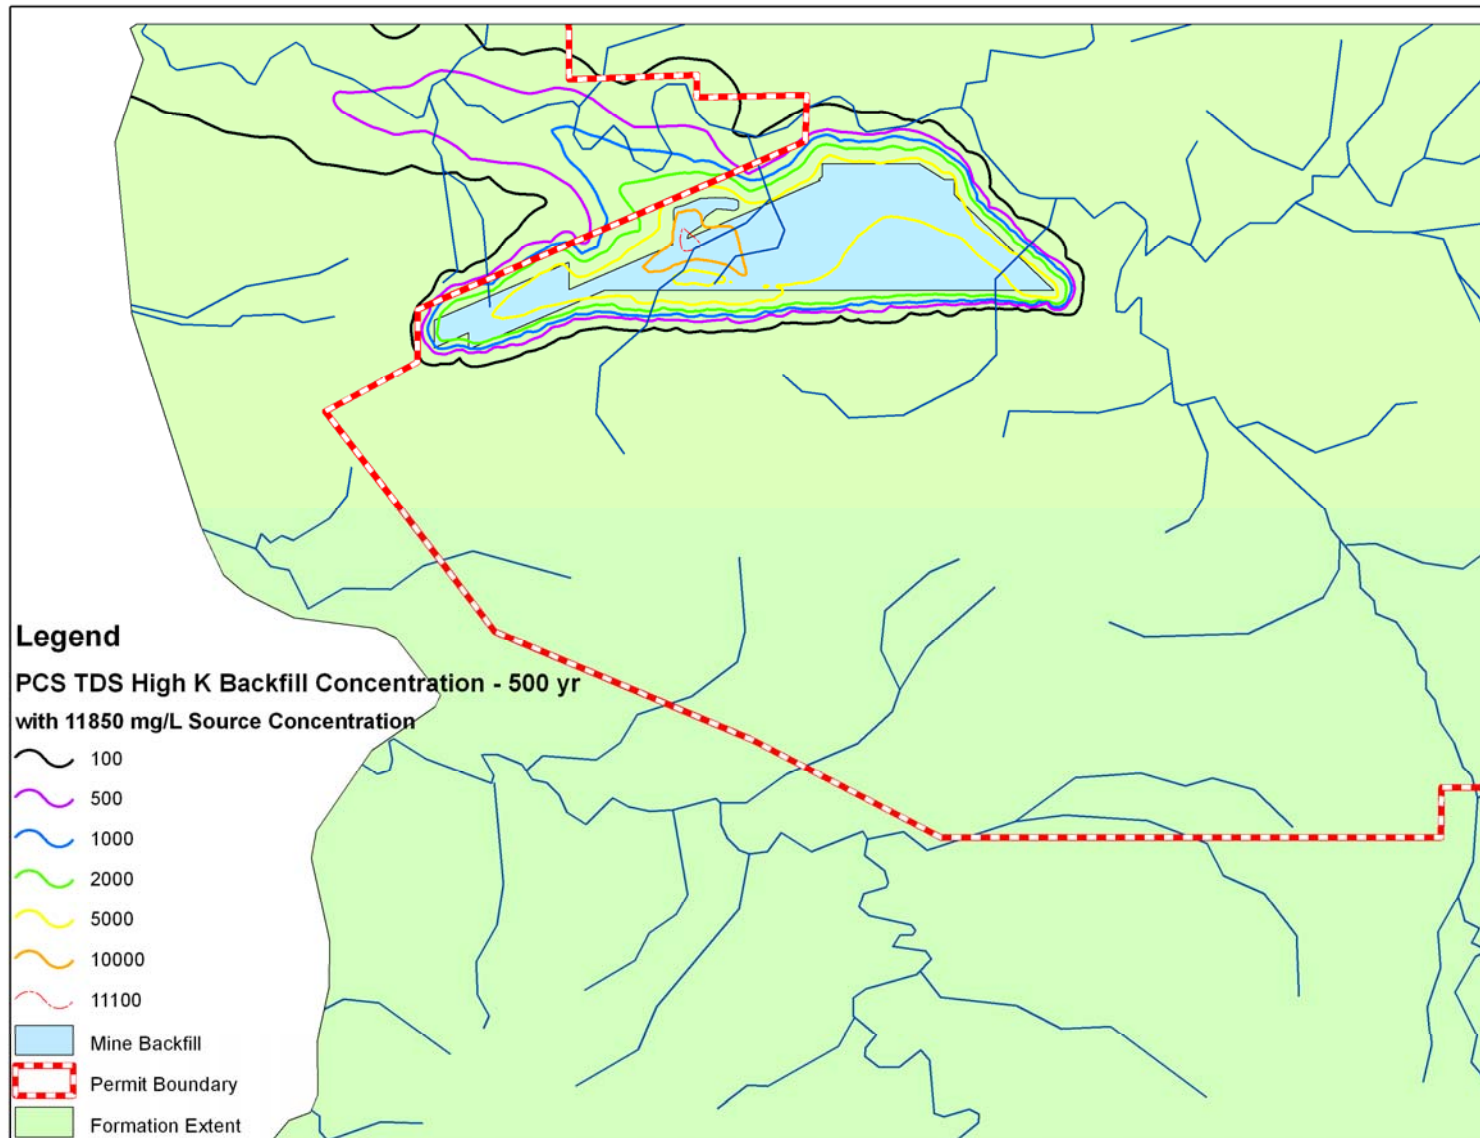 Legend
PCS TDS High K Backfill Concentration - 500 yr
with 11850 mg/L Source Concentration
100
500
1000
2000
5000
10000
11100
Mine Backfill
Permit Boundary
Formation Extent